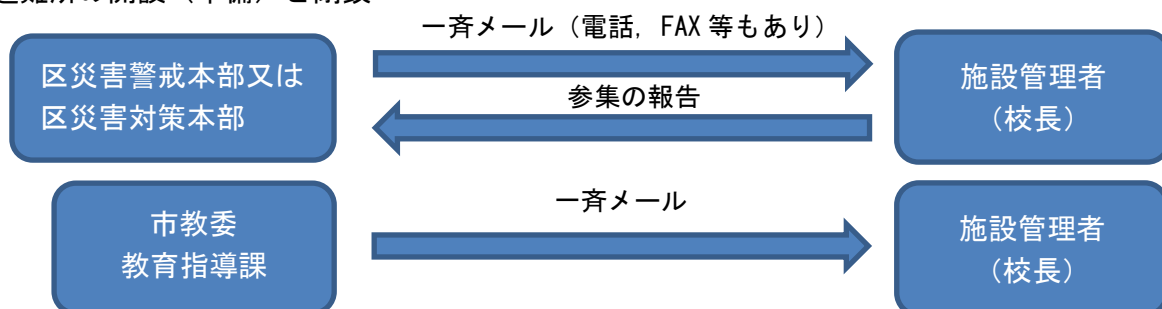 一斉メール（電話，FAX 等もあり）
区災害警戒本部又は
区災害対策本部
参集の報告
施設管理者
（校長）
一斉メール
市教委
教育指導課
施設管理者
（校長）